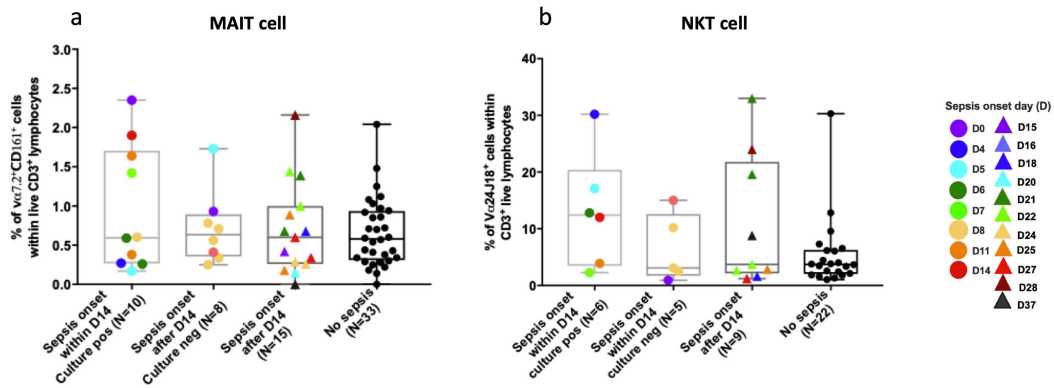 a
MAIT cell
% of vα7.2⁺CD161⁺ cells
within live CD3⁺ lymphocytes
3.0
2.5
2.0
1.5
1.0
0.5
0.0
Sepsis onset
within D14
Culture pos (N=10)
Sepsis onset
after D14
Culture neg (N=8)
Sepsis onset
after D14
(N=15)
No sepsis
(N=33)
b
NKT cell
% of Vα24J18⁺ cells within
CD3⁺ live lymphocytes
40
30
20
10
0
Sepsis onset
within D14
culture pos (N=6)
Sepsis onset
within D14
culture neg (N=5)
Sepsis onset
after D14
(N=9)
No sepsis
(N=22)
Sepsis onset day (D)
D0
D4
D5
D6
D7
D8
D11
D14
D15
D16
D18
D20
D21
D22
D24
D25
D27
D28
D37